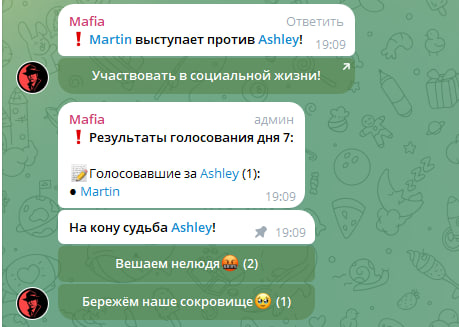 Mafia Ответить
❗ Martin выступает против Ashley!
19:09
Участвовать в социальной жизни!
Mafia админ
❗ Результаты голосования дня 7:
📝Голосовавшие за Ashley (1):
● Martin
19:09
На кону судьба Ashley!
19:09
Вешаем нелюдя🤬 (2)
Бережём наше сокровище🥹 (1)